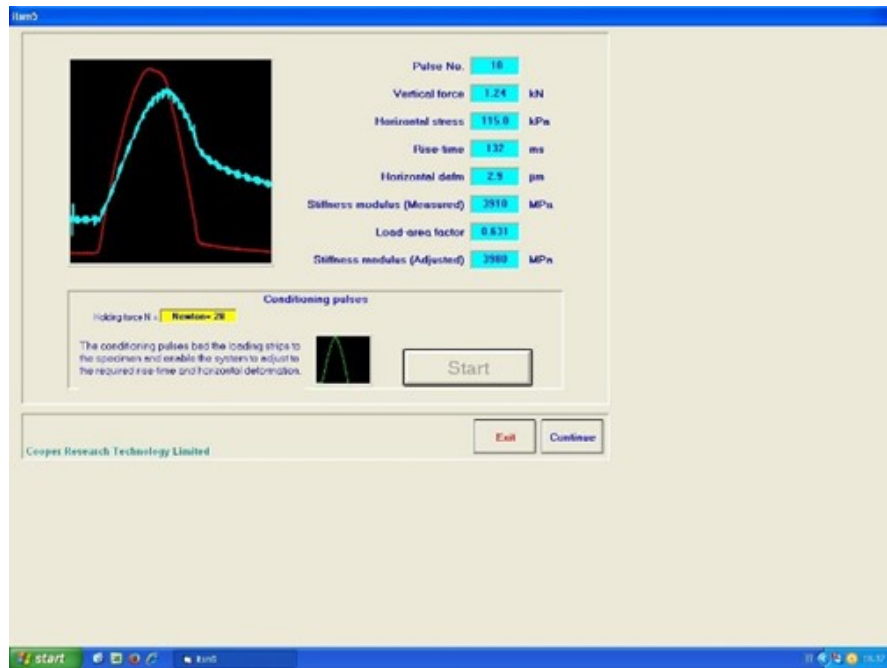 itsm5
Pulse No. 10
Vertical force 1.24 kN
Horizontal stress 115.0 kPa
Rise-time 132 ms
Horizontal defm 2.9 µm
Stiffness modulus (Measured) 3910 MPa
Load-area factor 0.631
Stiffness modulus (Adjusted) 3980 MPa
Conditioning pulses
Holding force N = Newton= 28
The conditioning pulses bed the loading strips to
the specimen and enable the system to adjust to
the required rise-time and horizontal deformation.
Start
Exit
Continue
Cooper Research Technology Limited
start
IT